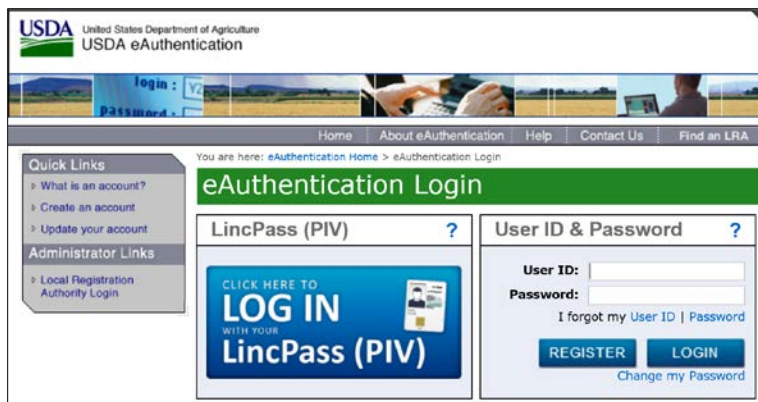 USDA
United States Department of Agriculture
USDA eAuthentication
login :
password :
Home
About eAuthentication
Help
Contact Us
Find an LRA
Quick Links
What is an account?
Create an account
Update your account
Administrator Links
Local Registration
Authority Login
You are here: eAuthentication Home > eAuthentication Login
eAuthentication Login
LincPass (PIV) ?
CLICK HERE TO
LOG IN
WITH YOUR
LincPass (PIV)
User ID & Password ?
User ID:
Password:
I forgot my User ID | Password
REGISTER
LOGIN
Change my Password